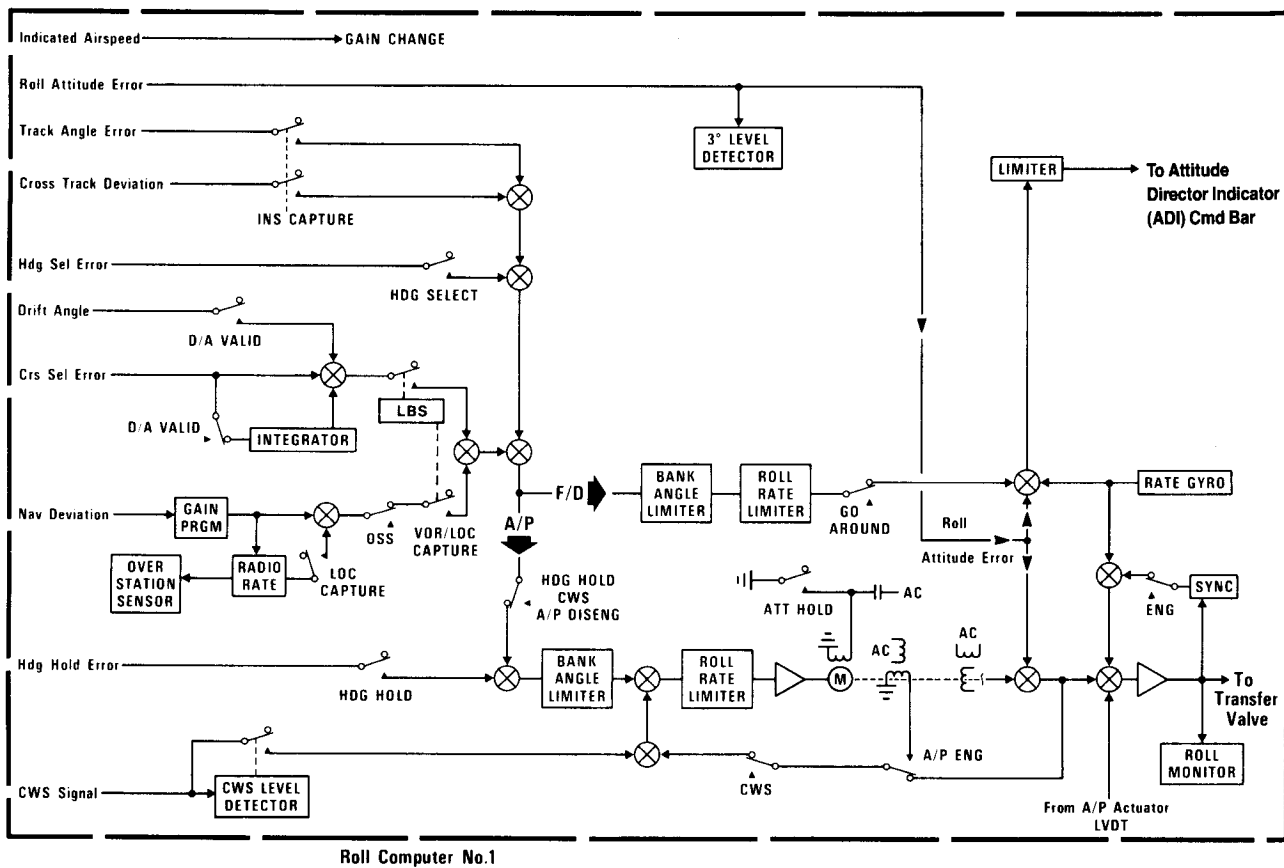 Indicated Airspeed
GAIN CHANGE
Roll Attitude Error
Track Angle Error
3° LEVEL
DETECTOR
LIMITER
To Attitude
Director Indicator
(ADI) Cmd Bar
Cross Track Deviation
INS CAPTURE
Hdg Sel Error
HDG SELECT
Drift Angle
D/A VALID
Crs Sel Error
LBS
D/A VALID
INTEGRATOR
F/D
BANK
ANGLE
LIMITER
ROLL
RATE
LIMITER
GO
AROUND
RATE GYRO
Nav Deviation
GAIN
PRGM
OSS
VOR/LOC
CAPTURE
A/P
Roll
Attitude Error
OVER
STATION
SENSOR
RADIO
RATE
LOC
CAPTURE
HDG HOLD
CWS
A/P DISENG
ATT HOLD
AC
SYNC
ENG
AC
AC
Hdg Hold Error
HDG HOLD
BANK
ANGLE
LIMITER
ROLL
RATE
LIMITER
M
To
Transfer
Valve
A/P ENG
ROLL
MONITOR
CWS Signal
CWS LEVEL
DETECTOR
CWS
From A/P Actuator
LVDT
Roll Computer No.1